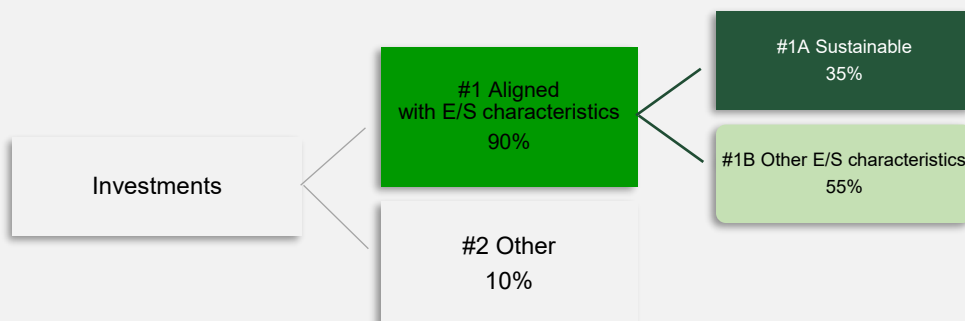 #1A Sustainable
35%
#1 Aligned
with E/S characteristics
90%
#1B Other E/S characteristics
55%
Investments
#2 Other
10%